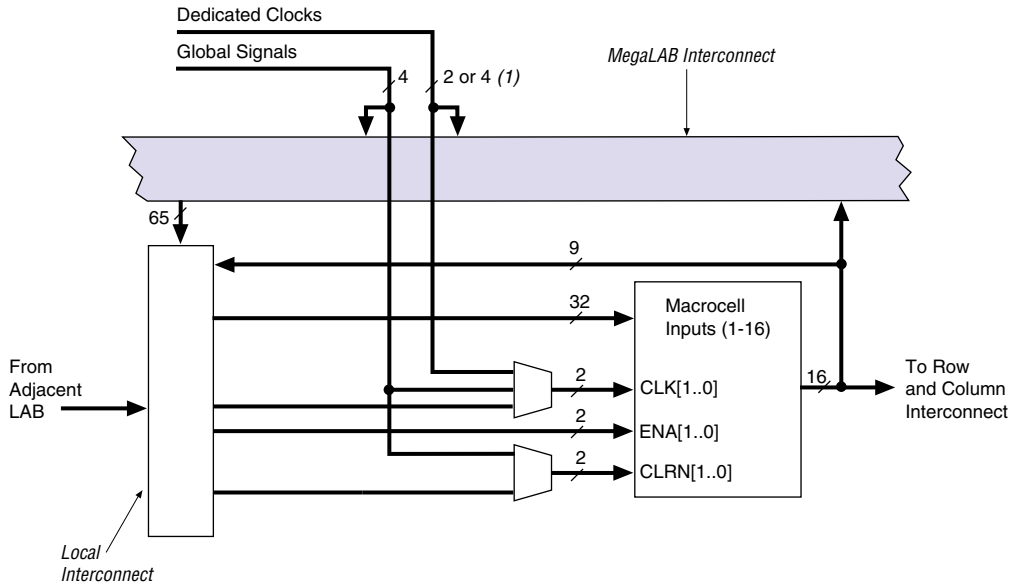 Dedicated Clocks
Global Signals
4
2 or 4 (1)
MegaLAB Interconnect
65
9
32
Macrocell
Inputs (1-16)
From
Adjacent
LAB
2
CLK[1..0]
16
To Row
and Column
Interconnect
2
ENA[1..0]
2
CLRN[1..0]
Local
Interconnect